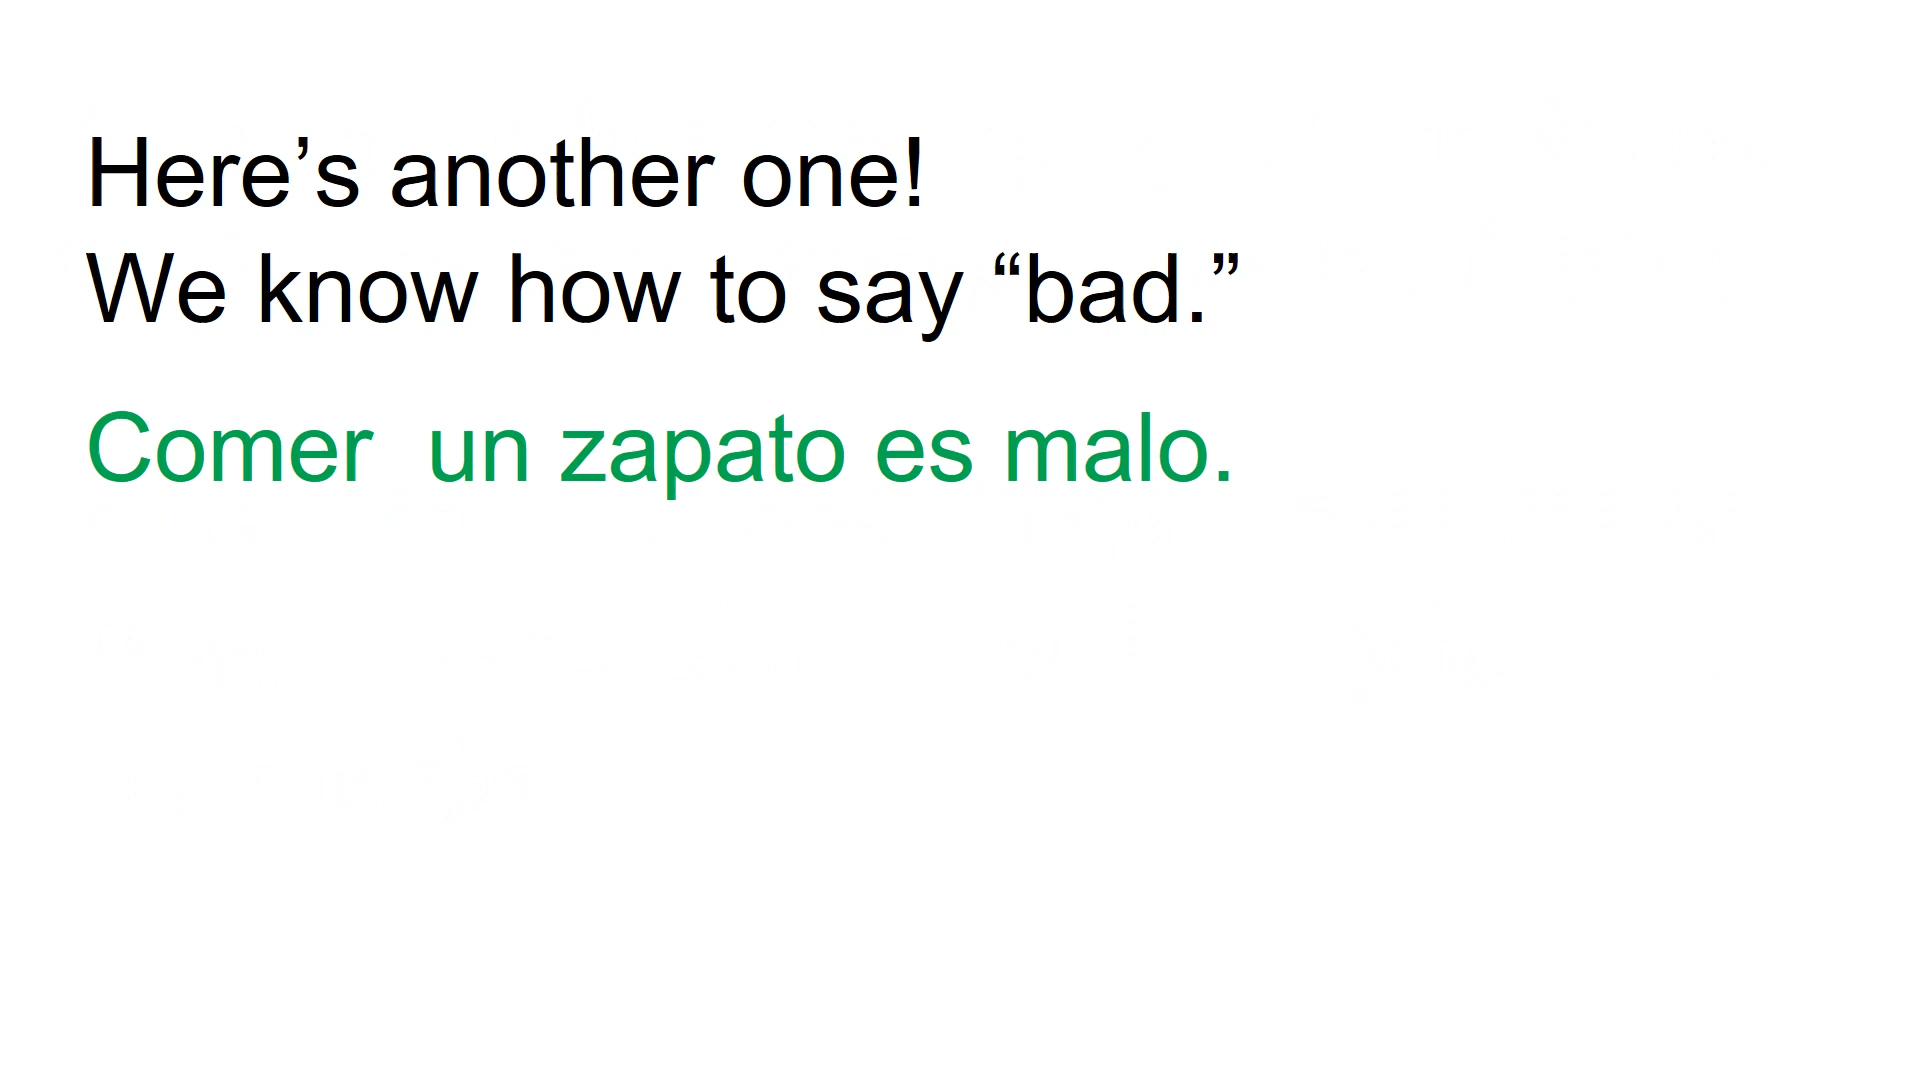 Here’s another one!
We know how to say “bad.”
Comer  un zapato es malo.